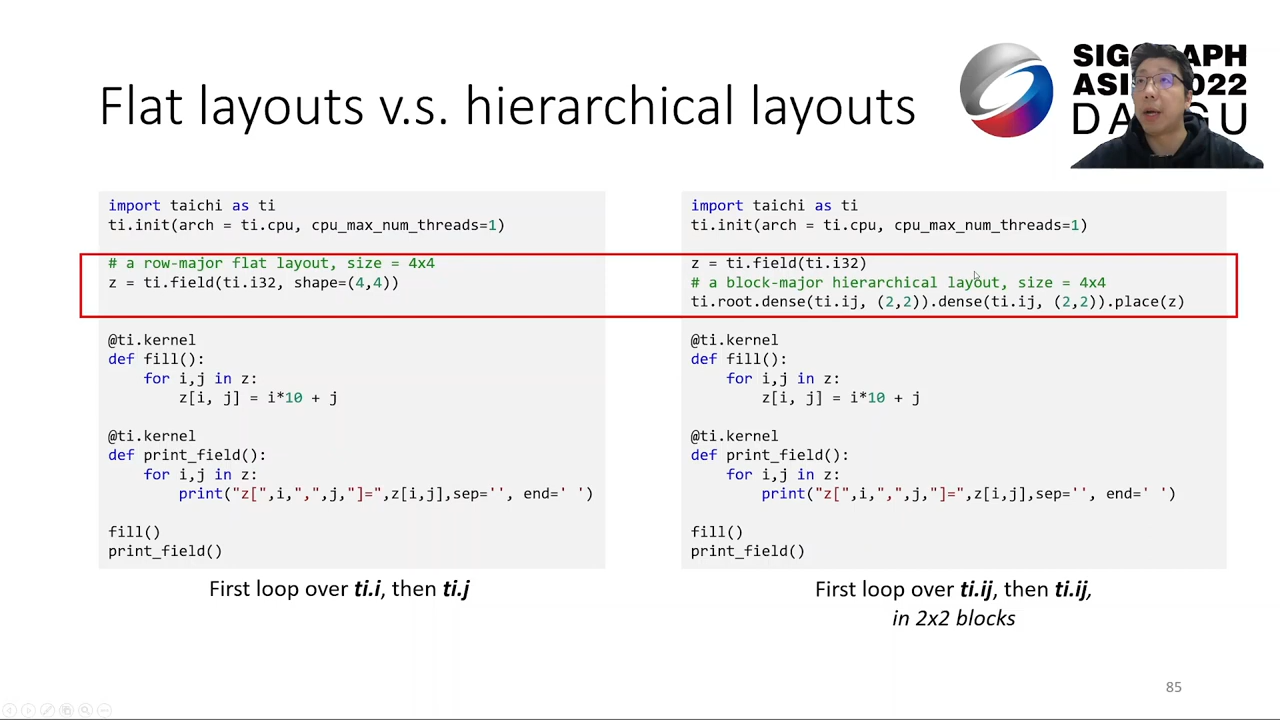 Flat layouts v.s. hierarchical layouts
DA
U
import taichi as ti
ti.init(arch = ti.cpu, cpu_max_num_threads=1)
# a row-major flat layout, size = 4x4
z = ti.field(ti.i32, shape=(4,4))
@ti.kernel
def fill():
for i,j in z:
z[i, j] = i*10 + j
@ti.kernel
def print_field():
for i,j in z:
print("z[",i,",",j,"]=",z[i,j],sep='', end=' ')
fill()
print_field()
First loop over ti.i, then ti.j
import taichi as ti
ti.init(arch = ti.cpu, cpu_max_num_threads=1)
z = ti.field(ti.i32)
# a block-major hierarchical layout, size = 4x4
ti.root.dense(ti.ij, (2,2)).dense(ti.ij, (2,2)).place(z)
@ti.kernel
def fill():
for i,j in z:
z[i, j] = i*10 + j
@ti.kernel
def print_field():
for i,j in z:
print("z[",i,",",j,"]=",z[i,j],sep='', end=' ')
fill()
print_field()
First loop over ti.ij, then ti.ij,
in 2x2 blocks
85